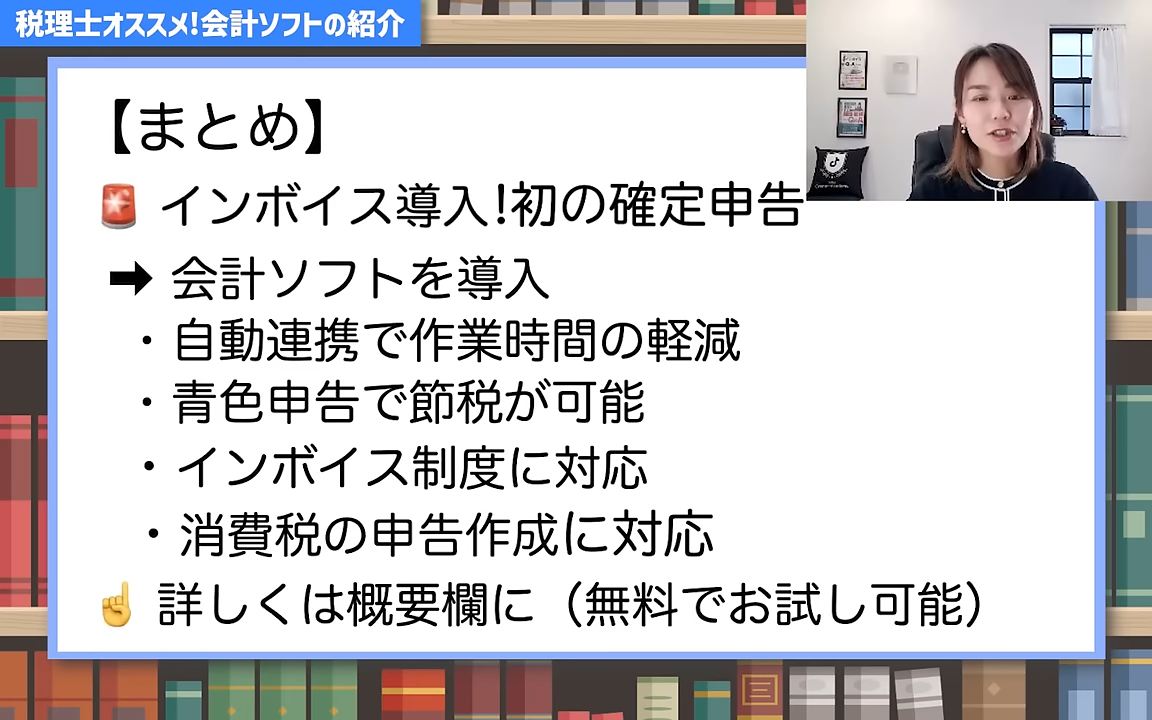 税理士オススメ!会計ソフトの紹介
【まとめ】
🚨 インボイス導入!初の確定申告
➡ 会計ソフトを導入
・自動連携で作業時間の軽減
・青色申告で節税が可能
・インボイス制度に対応
・消費税の申告作成に対応
☝ 詳しくは概要欄に（無料でお試し可能）